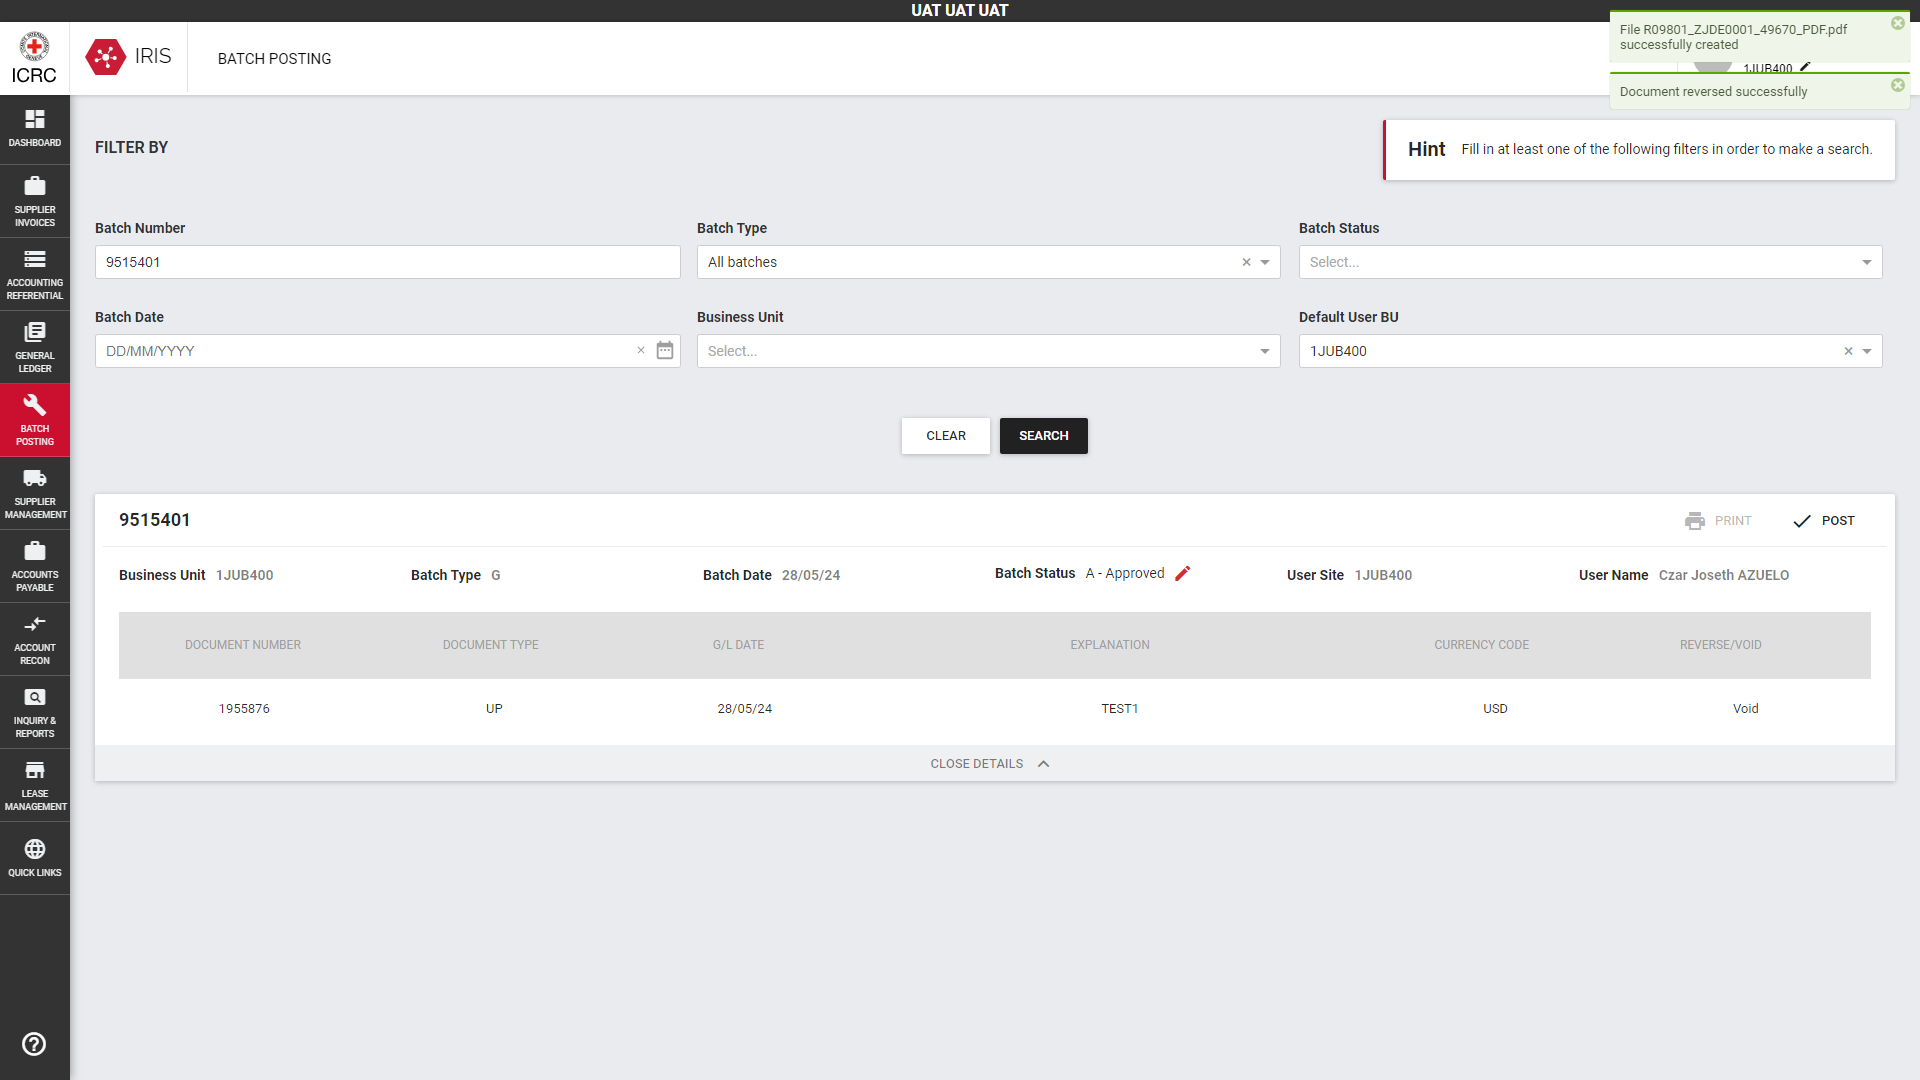 UAT UAT UAT
ICRC
IRIS
BATCH POSTING
File R09801_ZJDE0001_49670_PDF.pdf
successfully created
1JUB400
Document reversed successfully
DASHBOARD
SUPPLIER
INVOICES
ACCOUNTING
REFERENTIAL
GENERAL
LEDGER
BATCH
POSTING
SUPPLIER
MANAGEMENT
ACCOUNTS
PAYABLE
ACCOUNT
RECON
INQUIRY &
REPORTS
LEASE
MANAGEMENT
QUICK LINKS
FILTER BY
Hint Fill in at least one of the following filters in order to make a search.
Batch Number
9515401
Batch Type
All batches
Batch Status
Select...
Batch Date
DD/MM/YYYY
Business Unit
Select...
Default User BU
1JUB400
CLEAR
SEARCH
9515401
PRINT
POST
Business Unit 1JUB400
Batch Type G
Batch Date 28/05/24
Batch Status A - Approved
User Site 1JUB400
User Name Czar Joseth AZUELO
DOCUMENT NUMBER DOCUMENT TYPE G/L DATE EXPLANATION CURRENCY CODE REVERSE/VOID
1955876 UP 28/05/24 TEST1 USD Void
CLOSE DETAILS